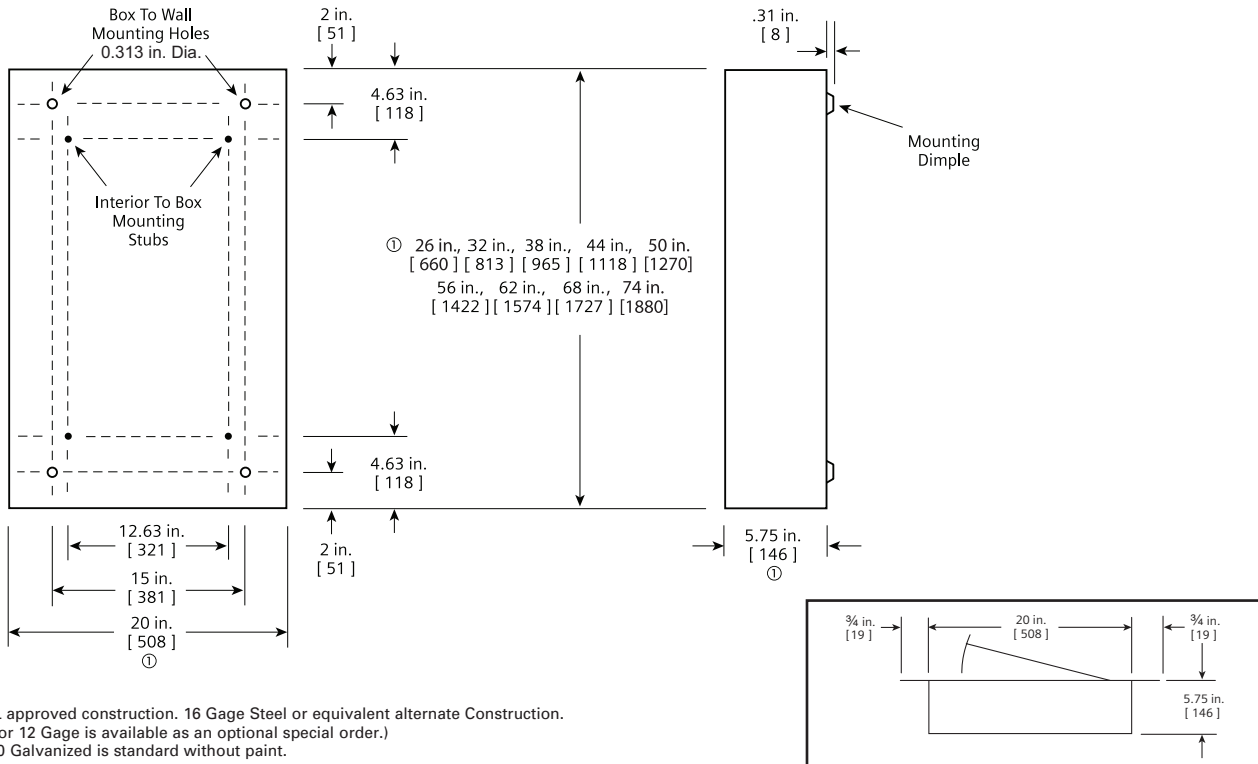 Box To Wall
Mounting Holes
0.313 in. Dia.
2 in.
[ 51 ]
4.63 in.
[ 118 ]
.31 in.
[ 8 ]
Mounting
Dimple
Interior To Box
Mounting
Stubs
① 26 in., 32 in., 38 in., 44 in., 50 in.
[ 660 ] [ 813 ] [ 965 ] [ 1118 ] [1270]
56 in., 62 in., 68 in., 74 in.
[ 1422 ] [ 1574 ] [ 1727 ] [1880]
4.63 in.
[ 118 ]
2 in.
[ 51 ]
12.63 in.
[ 321 ]
15 in.
[ 381 ]
20 in.
[ 508 ]
①
5.75 in.
[ 146 ]
①
¾ in.
[19 ]
20 in.
[ 508 ]
¾ in.
[19 ]
5.75 in.
[ 146 ]
approved construction. 16 Gage Steel or equivalent alternate Construction.
or 12 Gage is available as an optional special order.)
0 Galvanized is standard without paint.